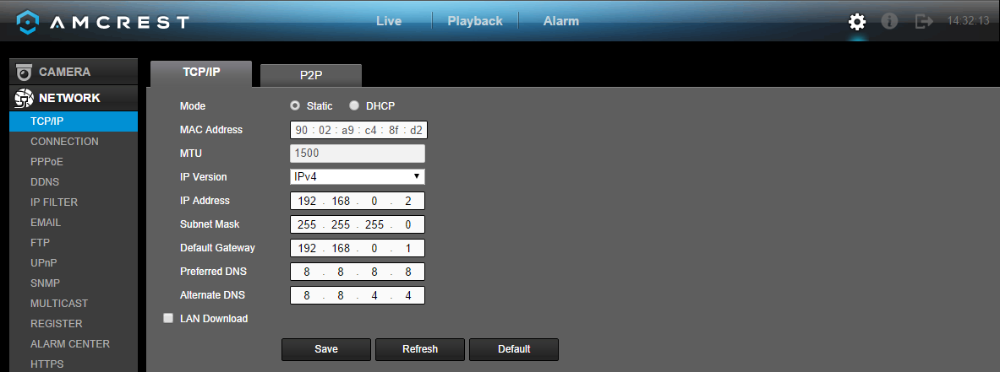 AMCREST Live Playback Alarm 14:32:13
CAMERA
NETWORK
TCP/IP
CONNECTION
PPPoE
DDNS
IP FILTER
EMAIL
FTP
UPnP
SNMP
MULTICAST
REGISTER
ALARM CENTER
HTTPS
TCP/IP P2P
Mode Static DHCP
MAC Address 90 : 02 : a9 : c4 : 8f : d2
MTU 1500
IP Version IPv4
IP Address 192 . 168 . 0 . 2
Subnet Mask 255 . 255 . 255 . 0
Default Gateway 192 . 168 . 0 . 1
Preferred DNS 8 . 8 . 8 . 8
Alternate DNS 8 . 8 . 4 . 4
LAN Download
Save Refresh Default